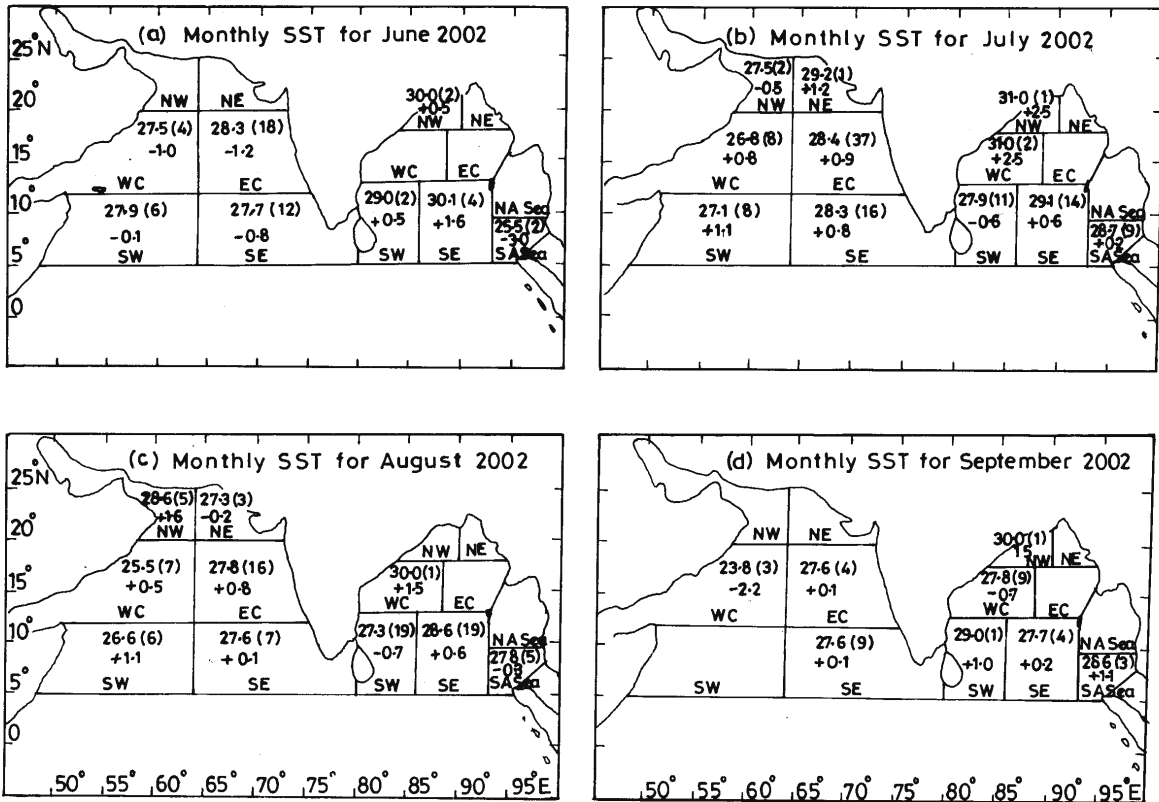 (a) Monthly SST for June 2002
25°N
20°
15°
10°
5°
0
NW NE
27·5 (4) 28·3 (18)
-1·0 -1·2
WC EC
27·9 (6) 27·7 (12)
-0·1 -0·8
SW SE
30·0 (2)
+0·5
NW NE
WC EC
29·0 (2) 30·1 (4)
+0·5 +1·6
SW SE
NA Sea
25·5 (2)
-3·0
SA Sea
(b) Monthly SST for July 2002
27·5 (2) 29·2 (1)
-0·5 +1·2
NW NE
26·8 (8) 28·4 (37)
+0·8 +0·9
WC EC
27·1 (8) 28·3 (16)
+1·1 +0·8
SW SE
31·0 (1)
+2·5
NW NE
31·0 (2)
+2·5
WC EC
27·9 (11) 29·1 (14)
-0·6 +0·6
SW SE
NA Sea
28·7 (9)
+0·2
SA Sea
(c) Monthly SST for August 2002
25°N
20°
15°
10°
5°
0
28·6 (5) 27·3 (3)
+1·6 -0·2
NW NE
25·5 (7) 27·8 (16)
+0·5 +0·8
WC EC
26·6 (6) 27·6 (7)
+1·1 +0·1
SW SE
NW NE
30·0 (1)
+1·5
WC EC
27·3 (19) 28·6 (19)
-0·7 +0·6
SW SE
NA Sea
27·8 (5)
-0·3
SA Sea
50° 55° 60° 65° 70° 75° 80° 85° 90° 95°E
(d) Monthly SST for September 2002
NW NE
23·8 (3) 27·6 (4)
-2·2 +0·1
WC EC
27·6 (9)
+0·1
SW SE
30·0 (1)
1·5
NW NE
27·8 (9)
-0·7
WC EC
29·0 (1) 27·7 (4)
+1·0 +0·2
SW SE
NA Sea
28·6 (3)
+1·1
SA Sea
50° 55° 60° 65° 70° 75° 80° 85° 90° 95°E